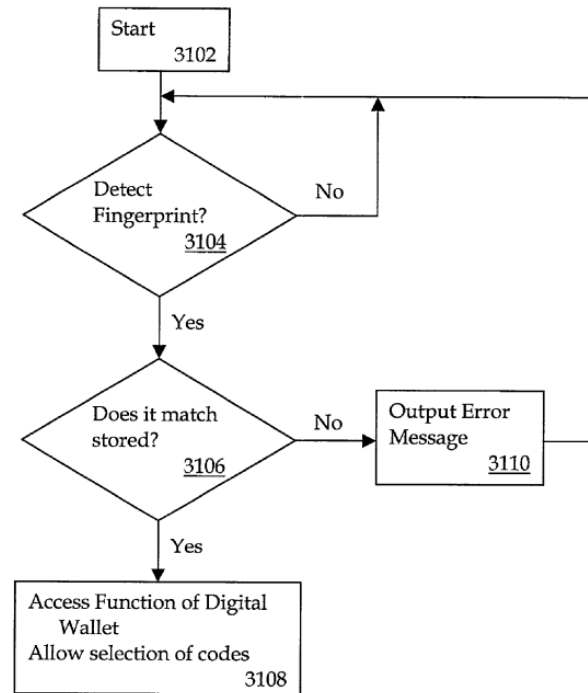 Start
3102
Detect
Fingerprint?
3104
No
Yes
Does it match
stored?
3106
No
Output Error
Message
3110
Yes
Access Function of Digital
Wallet
Allow selection of codes
3108